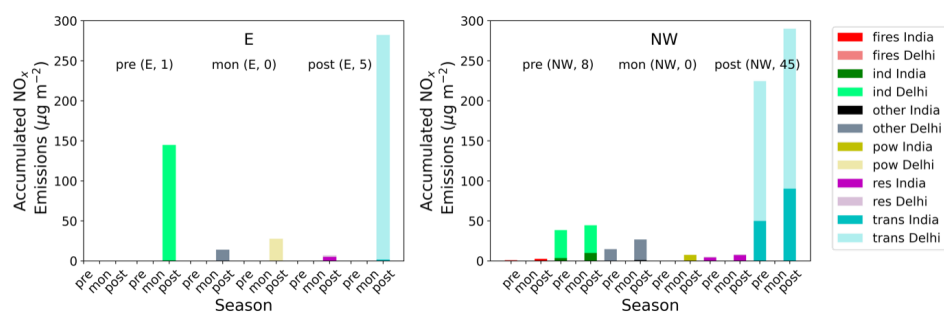 Accumulated NOx
Emissions (μg m−2)
300
250
200
150
100
50
0
E
pre (E, 1) mon (E, 0) post (E, 5)
pre mon post pre mon post pre mon post pre mon post pre mon post pre mon post
Season
Accumulated NOx
Emissions (μg m−2)
300
250
200
150
100
50
0
NW
pre (NW, 8) mon (NW, 0) post (NW, 45)
pre mon post pre mon post pre mon post pre mon post pre mon post pre mon post
Season
fires India
fires Delhi
ind India
ind Delhi
other India
other Delhi
pow India
pow Delhi
res India
res Delhi
trans India
trans Delhi